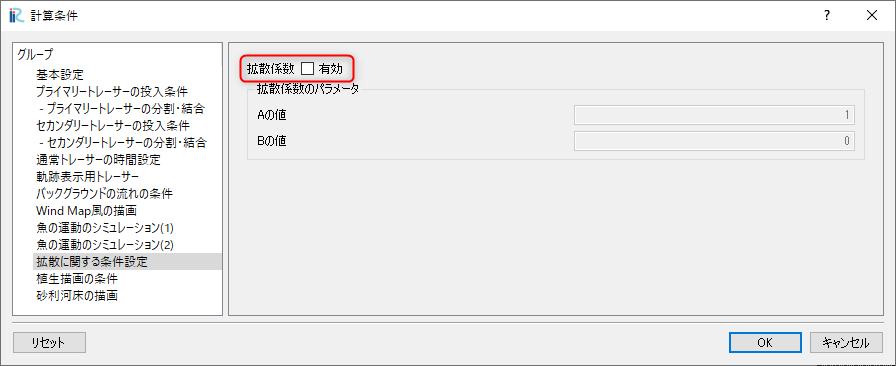 計算条件
?
グループ
基本設定
プライマリートレーサーの投入条件
- プライマリートレーサーの分割・結合
セカンダリートレーサーの投入条件
- セカンダリートレーサーの分割・結合
通常トレーサーの時間設定
軌跡表示用トレーサー
バックグラウンドの流れの条件
Wind Map風の描画
魚の運動のシミュレーション(1)
魚の運動のシミュレーション(2)
拡散に関する条件設定
植生描画の条件
砂利河床の描画
拡散係数 有効
拡散係数のパラメータ
Aの値 1
Bの値 0
リセット
OK
キャンセル